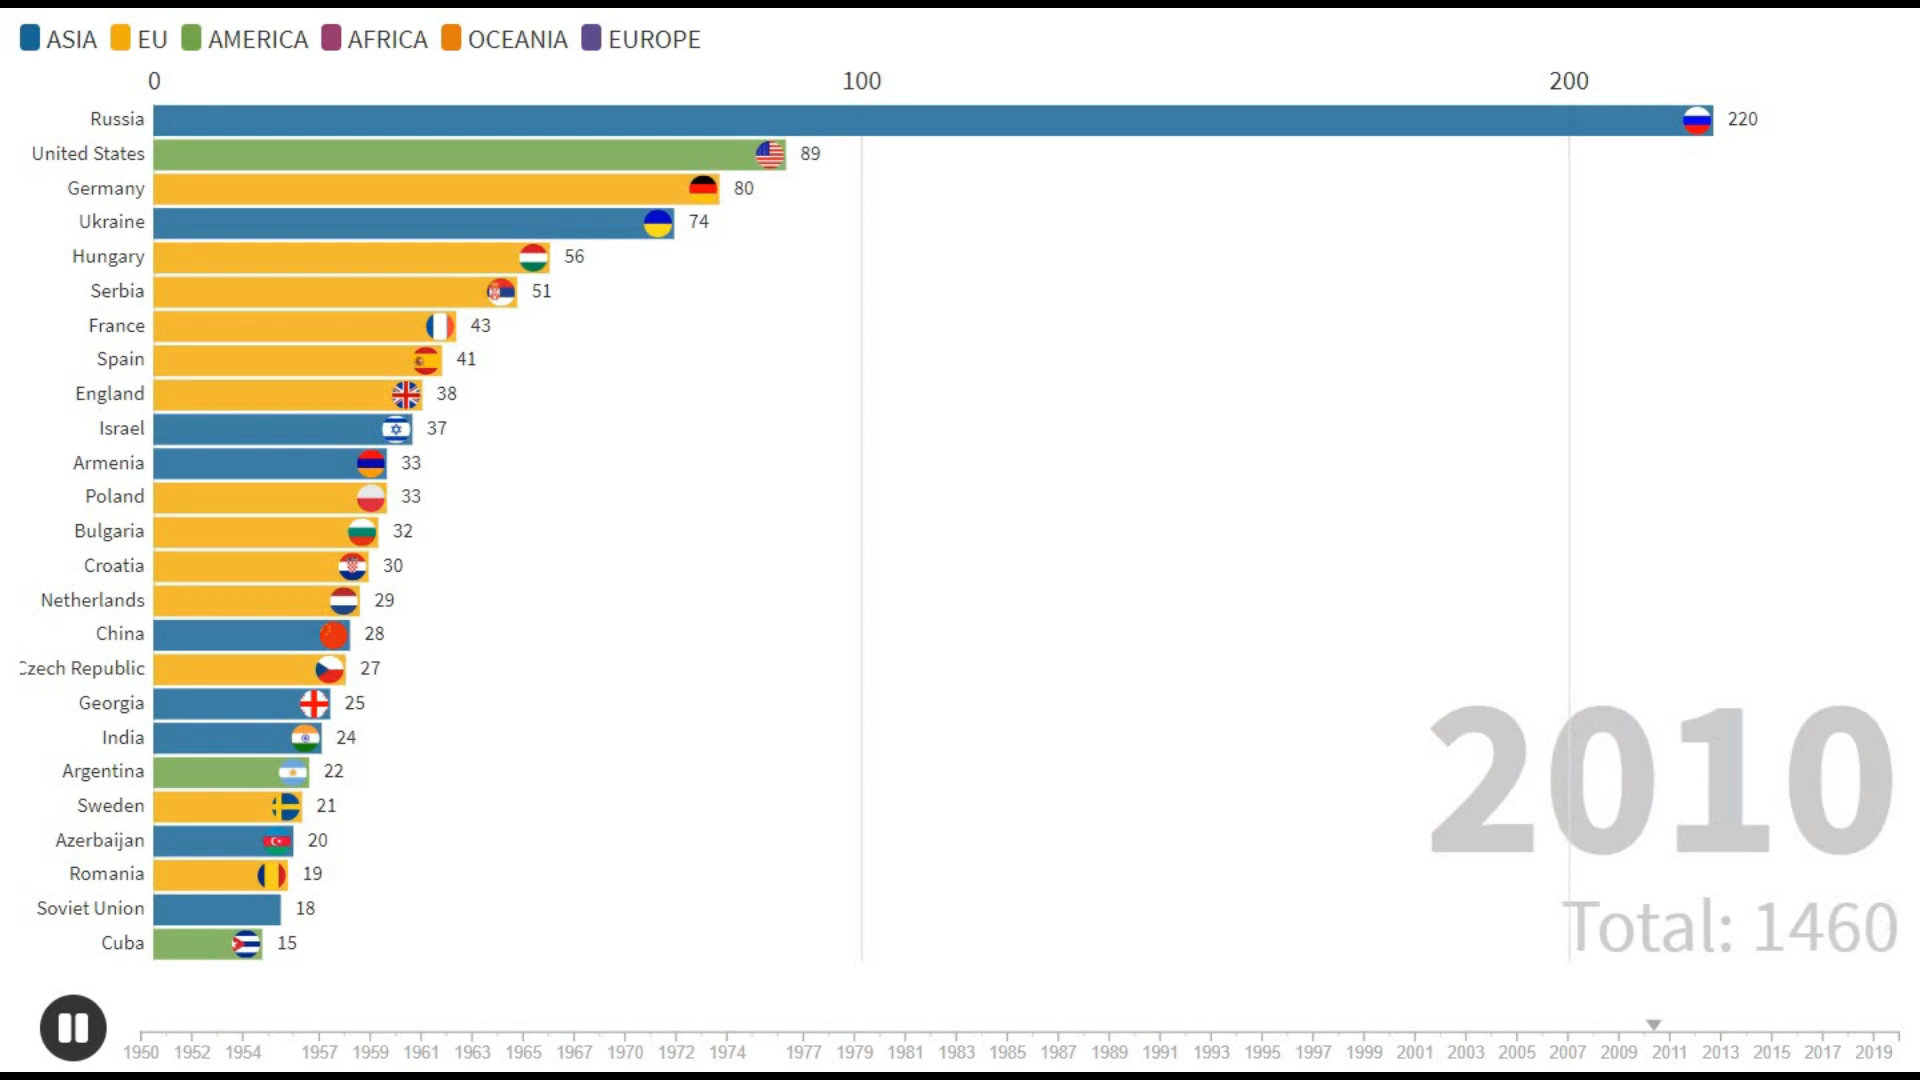 ASIA EU AMERICA AFRICA OCEANIA EUROPE
0 100 200
Russia 220
United States 89
Germany 80
Ukraine 74
Hungary 56
Serbia 51
France 43
Spain 41
England 38
Israel 37
Armenia 33
Poland 33
Bulgaria 32
Croatia 30
Netherlands 29
China 28
Czech Republic 27
Georgia 25
India 24
Argentina 22
Sweden 21
Azerbaijan 20
Romania 19
Soviet Union 18
Cuba 15
2010
Total: 1460
1950 1952 1954 1957 1959 1961 1963 1965 1967 1970 1972 1974 1977 1979 1981 1983 1985 1987 1989 1991 1993 1995 1997 1999 2001 2003 2005 2007 2009 2011 2013 2015 2017 2019